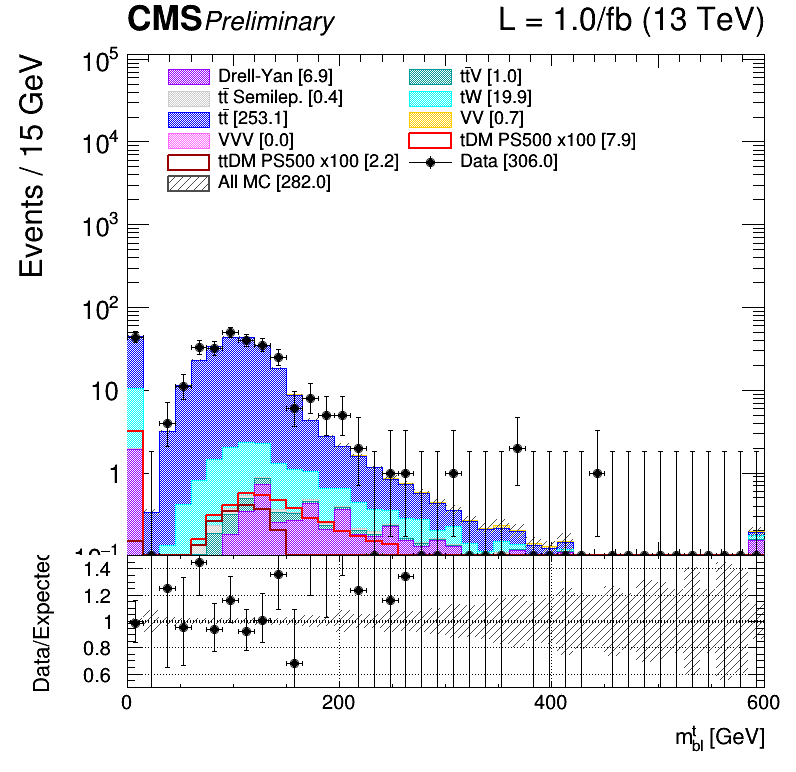 CMS Preliminary L = 1.0/fb (13 TeV)
Events / 15 GeV
10^5
10^4
10^3
10^2
10
1
10^-1
Drell-Yan [6.9]
tt̄V [1.0]
tt̄ Semilep. [0.4]
tW [19.9]
tt̄ [253.1]
VV [0.7]
VVV [0.0]
tDM PS500 x100 [7.9]
ttDM PS500 x100 [2.2]
Data [306.0]
All MC [282.0]
Data/Expected
1.4
1.2
1
0.8
0.6
0 200 400 600
m^t_bl [GeV]